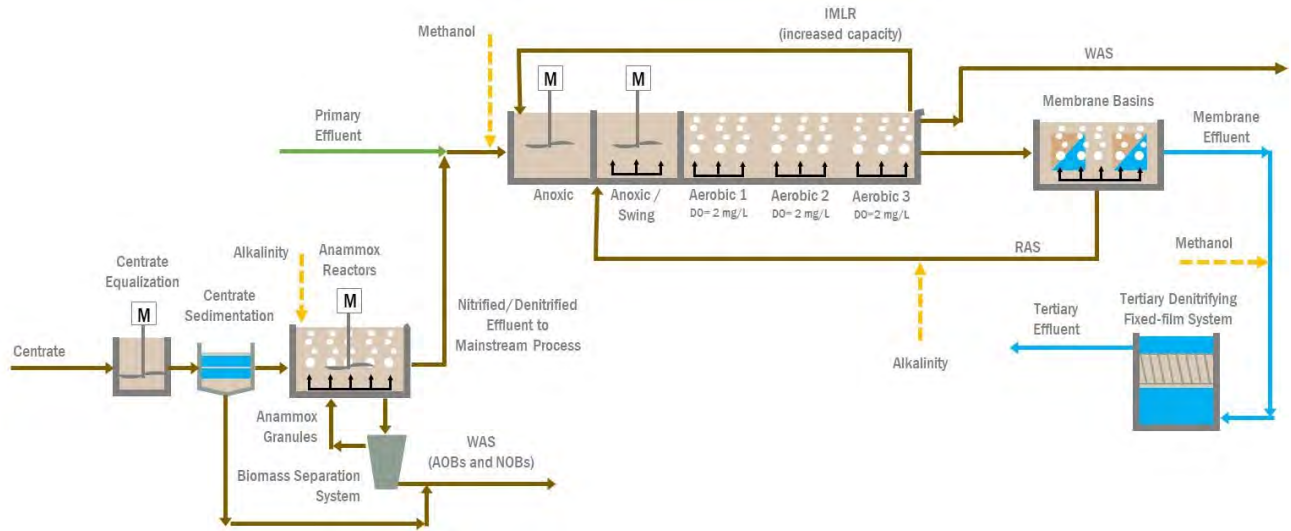 IMLR
(increased capacity)
Methanol
WAS
M
M
Primary
Effluent
Membrane Basins
Membrane
Effluent
Anoxic
Anoxic /
Swing
Aerobic 1
DO= 2 mg/L
Aerobic 2
DO= 2 mg/L
Aerobic 3
DO=2 mg/L
RAS
Methanol
Alkalinity
Anammox
Reactors
Centrate
Equalization
Centrate
Sedimentation
M
M
Nitrified/Denitrified
Effluent to
Mainstream Process
Tertiary
Effluent
Tertiary Denitrifying
Fixed-film System
Centrate
Alkalinity
Anammox
Granules
WAS
(AOBs and NOBs)
Biomass Separation
System